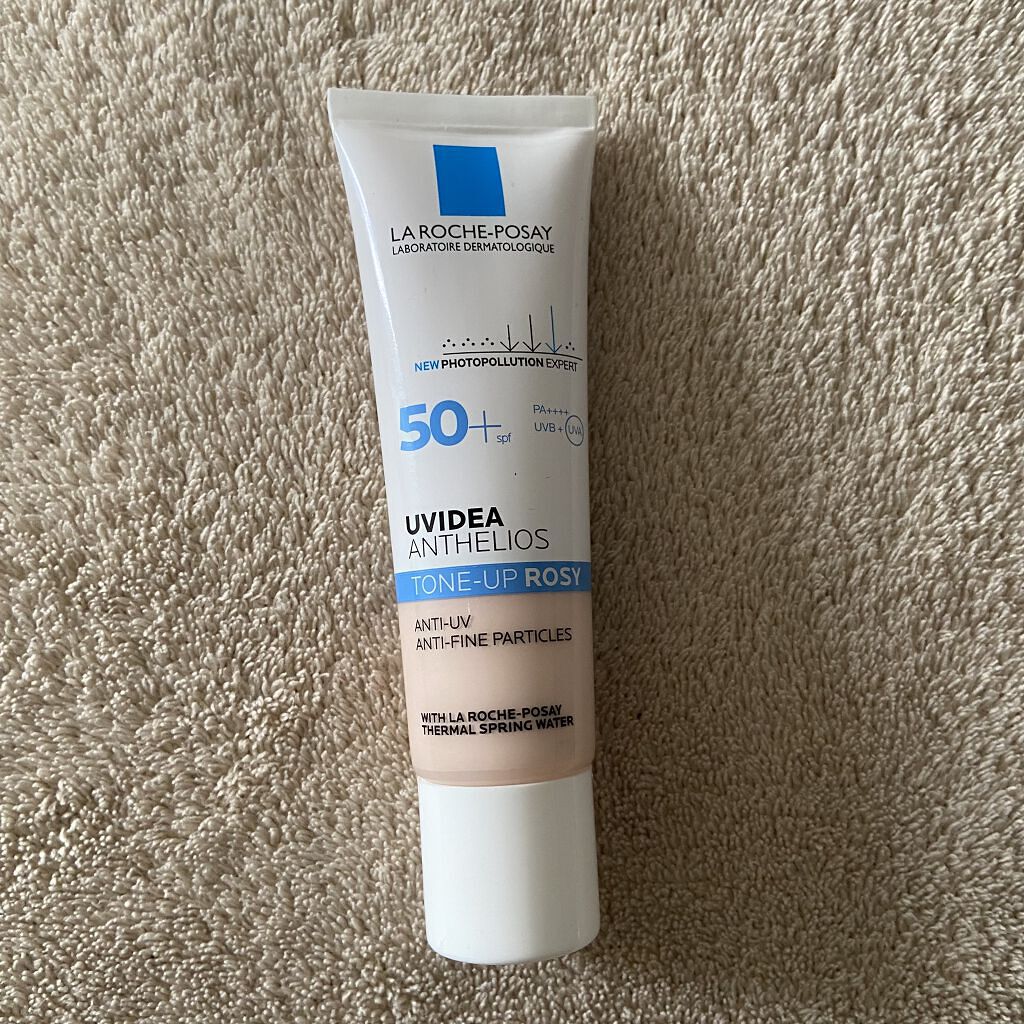 LA ROCHE-POSAY
LABORATOIRE DERMATOLOGIQUE
NEW PHOTOPOLLUTION EXPERT
50+ spf
PA++++
UVB + UVA
UVIDEA
ANTHELIOS
TONE-UP ROSY
ANTI-UV
ANTI-FINE PARTICLES
WITH LA ROCHE-POSAY
THERMAL SPRING WATER